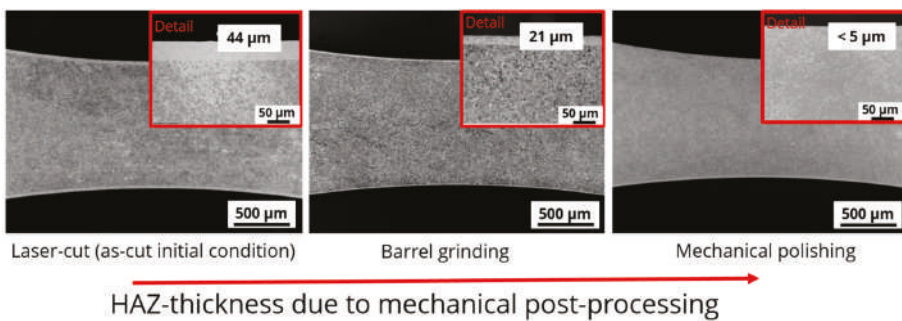 Detail
44 µm
50 µm
500 µm
Detail
21 µm
50 µm
500 µm
Detail
< 5 µm
50 µm
500 µm
Laser-cut (as-cut initial condition)
Barrel grinding
Mechanical polishing
HAZ-thickness due to mechanical post-processing